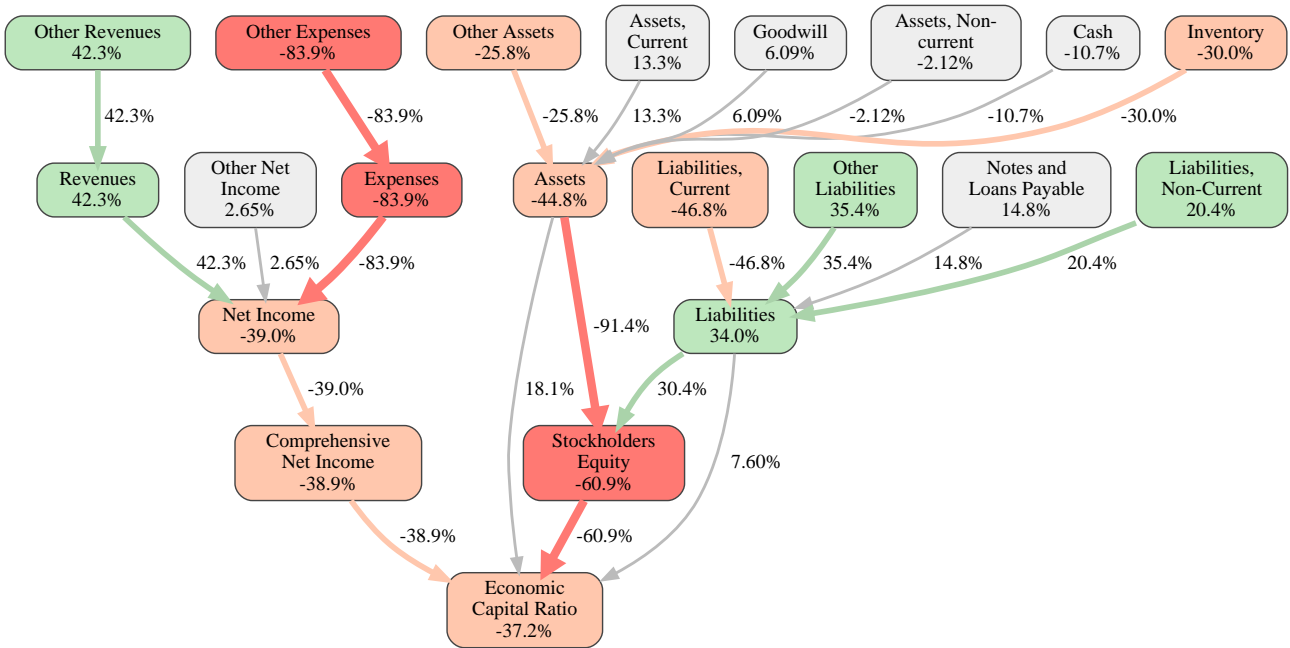 Other Revenues
42.3%
Other Expenses
-83.9%
Other Assets
-25.8%
Assets,
Current
13.3%
Goodwill
6.09%
Assets, Non-
current
-2.12%
Cash
-10.7%
Inventory
-30.0%
42.3%
-83.9%
-25.8%
13.3%
6.09%
-2.12%
-10.7%
-30.0%
Revenues
42.3%
Other Net
Income
2.65%
Expenses
-83.9%
Assets
-44.8%
Liabilities,
Current
-46.8%
Other
Liabilities
35.4%
Notes and
Loans Payable
14.8%
Liabilities,
Non-Current
20.4%
42.3%
2.65%
-83.9%
-46.8%
35.4%
14.8%
20.4%
Net Income
-39.0%
-91.4%
Liabilities
34.0%
-39.0%
18.1%
30.4%
Comprehensive
Net Income
-38.9%
Stockholders
Equity
-60.9%
7.60%
-38.9%
-60.9%
Economic
Capital Ratio
-37.2%